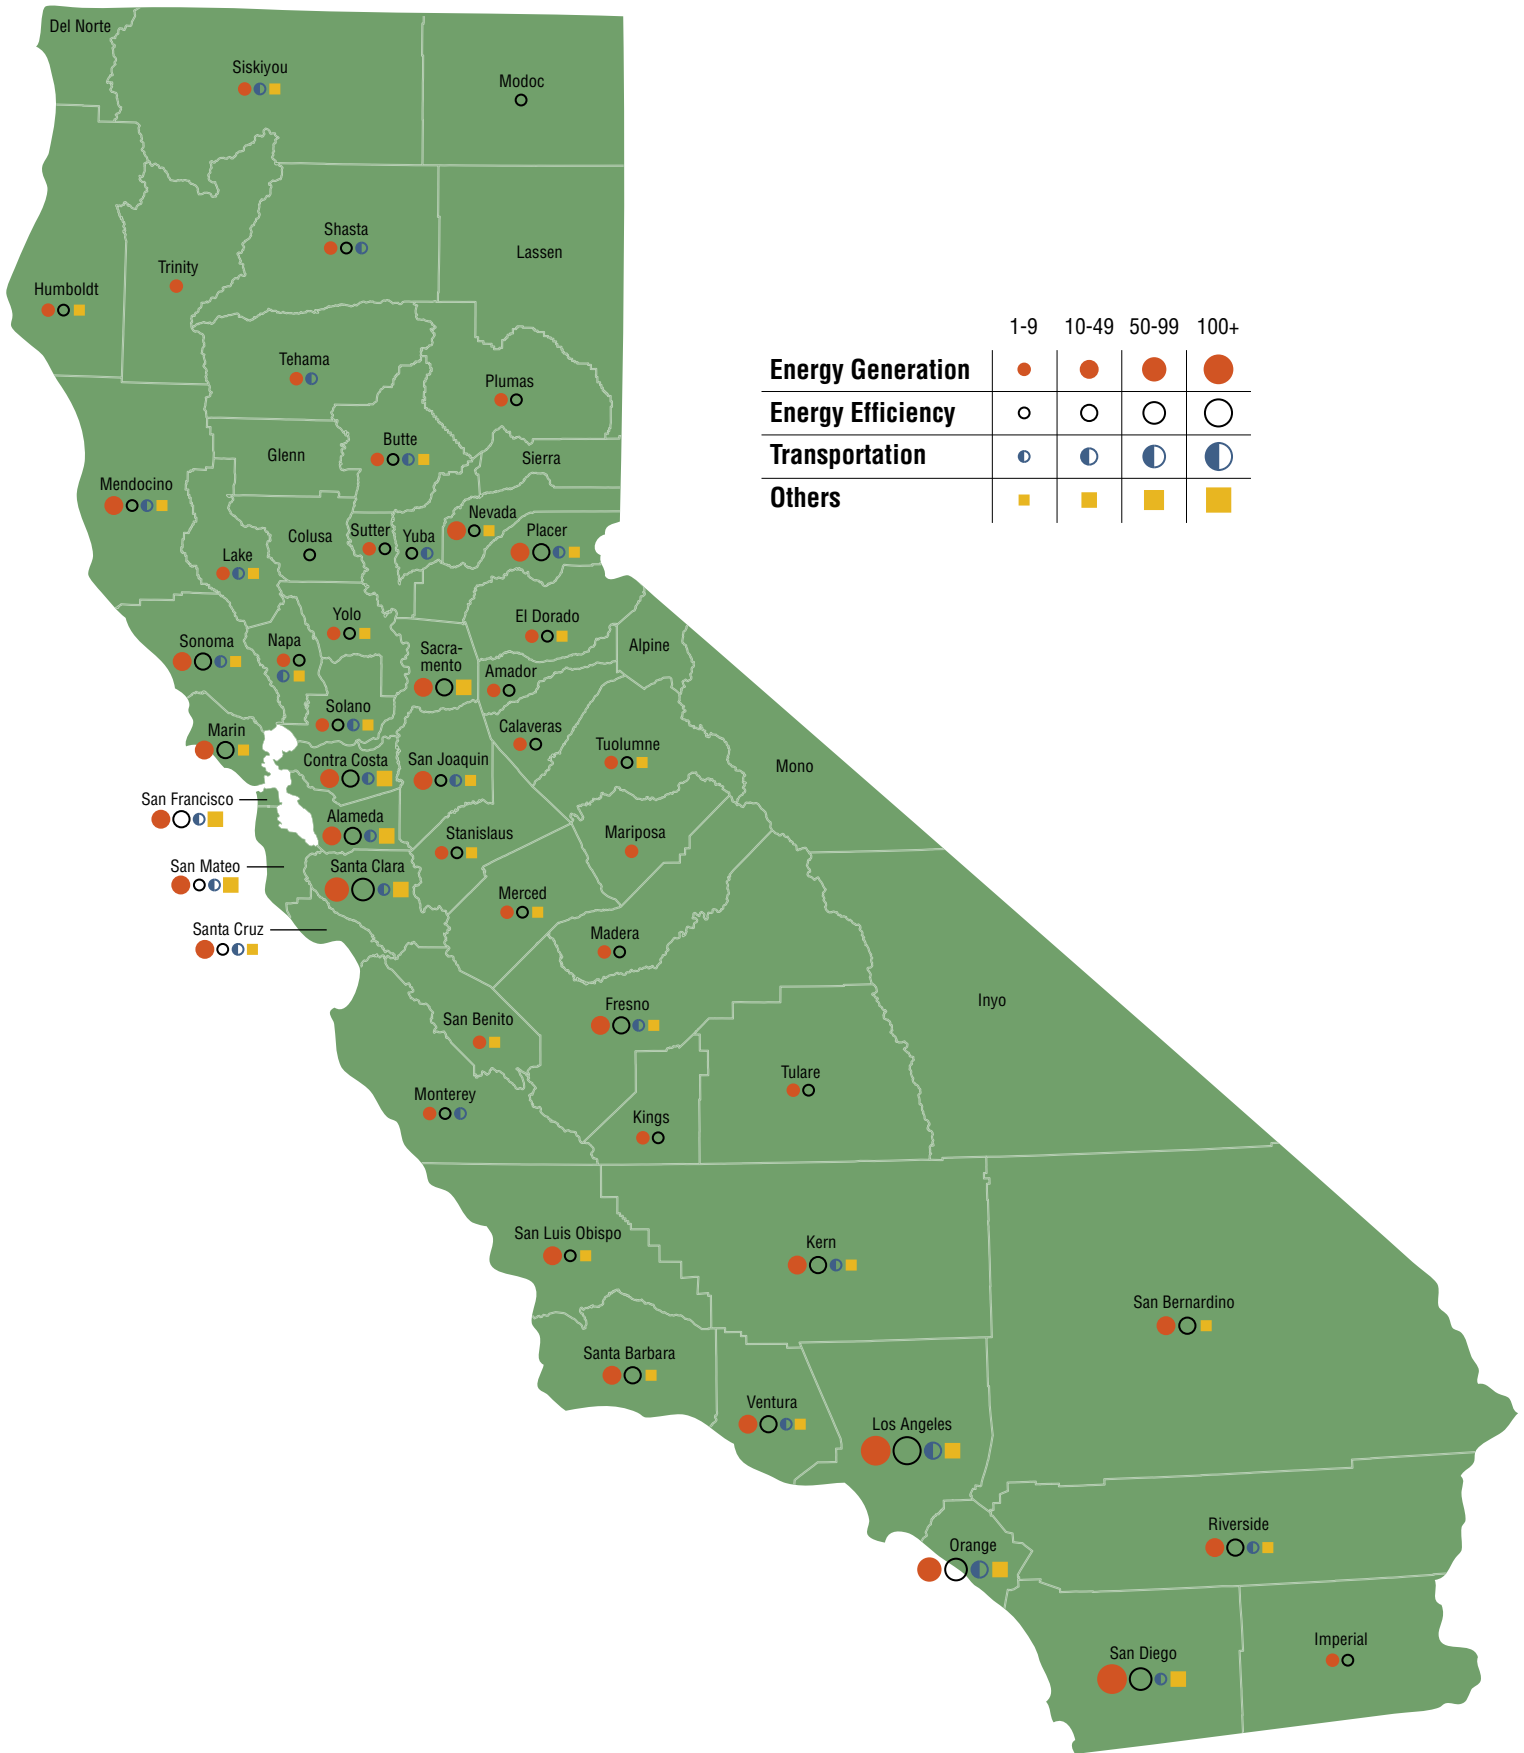 Del Norte
Siskiyou
Modoc
Shasta
Lassen
Trinity
Humboldt
1-9 10-49 50-99 100+
Energy Generation
Energy Efficiency
Transportation
Others
Tehama
Plumas
Butte
Glenn
Sierra
Mendocino
Nevada
Colusa
Sutter
Yuba
Placer
Lake
Yolo
El Dorado
Sonoma
Napa
Sacra-
mento
Alpine
Amador
Solano
Marin
Calaveras
Tuolumne
Contra Costa
San Joaquin
Mono
San Francisco
Alameda
Stanislaus
Mariposa
San Mateo
Santa Clara
Merced
Santa Cruz
Madera
Fresno
Inyo
San Benito
Tulare
Monterey
Kings
San Luis Obispo
Kern
San Bernardino
Santa Barbara
Ventura
Los Angeles
Riverside
Orange
Imperial
San Diego